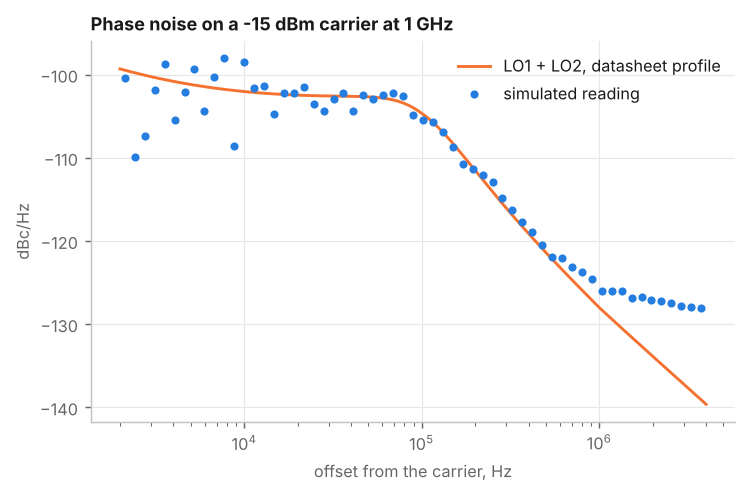 Phase noise on a -15 dBm carrier at 1 GHz
LO1 + LO2, datasheet profile
simulated reading
dBc/Hz
−100
−110
−120
−130
−140
10⁴
10⁵
10⁶
offset from the carrier, Hz